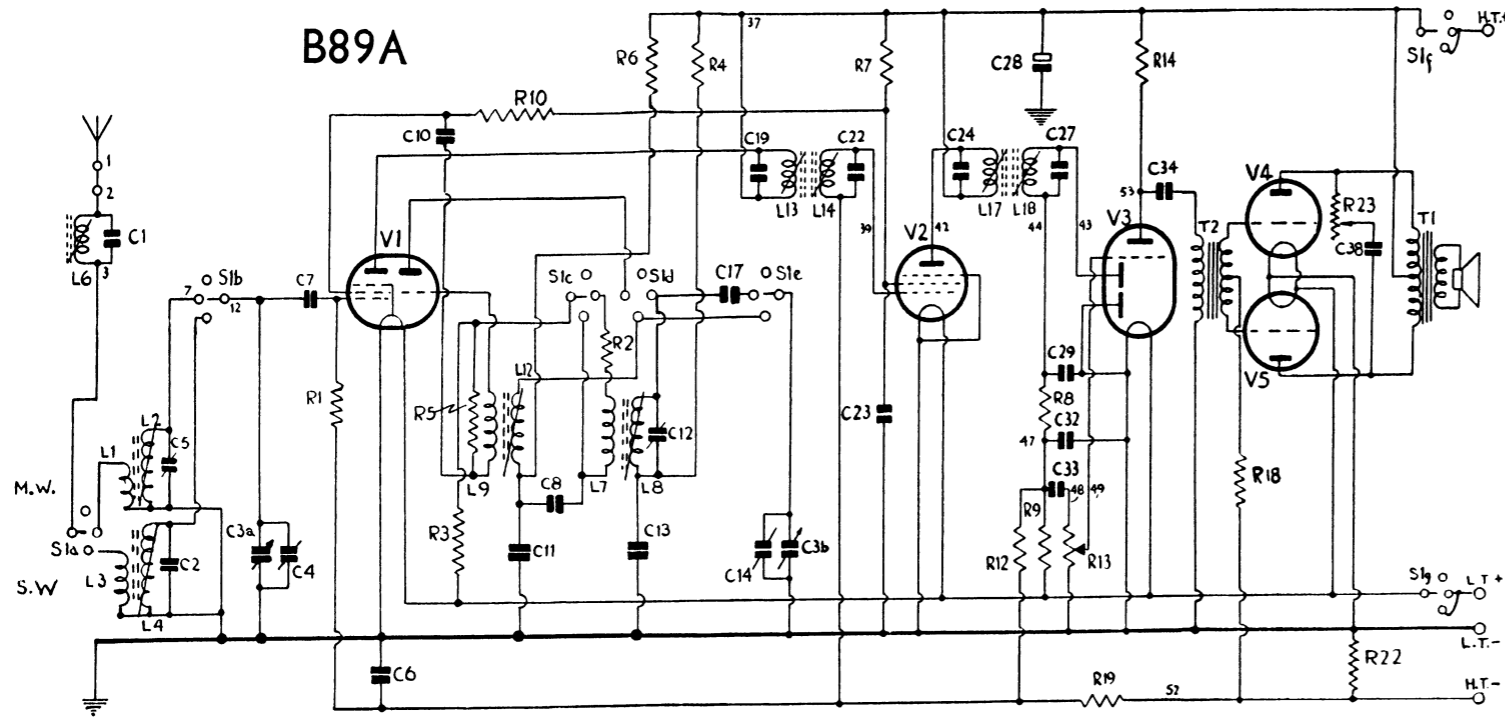 B89A
37
H.T.+
S1f
R6
R4
R7
C28
R14
R10
C10
C19
C22
C24
C27
C34
V4
1
2
C1
L6
3
V1
L13
L14
39
V2
42
L17
L18
44
43
53
V3
T2
R23
C38
T1
7
S1b
12
C7
S1c
S1d
C17
S1e
R2
V5
L1
L2
C5
R1
R5
L12
C12
C23
C29
R8
C32
47
M.W.
L9
C8
L7
L8
C33
48
49
R18
S1a
C3a
C4
R3
C11
C13
C14
C3b
R12
R9
R13
S.W
L3
C2
L4
S1g
L.T+
L.T.-
C6
R19
52
R22
H.T.-